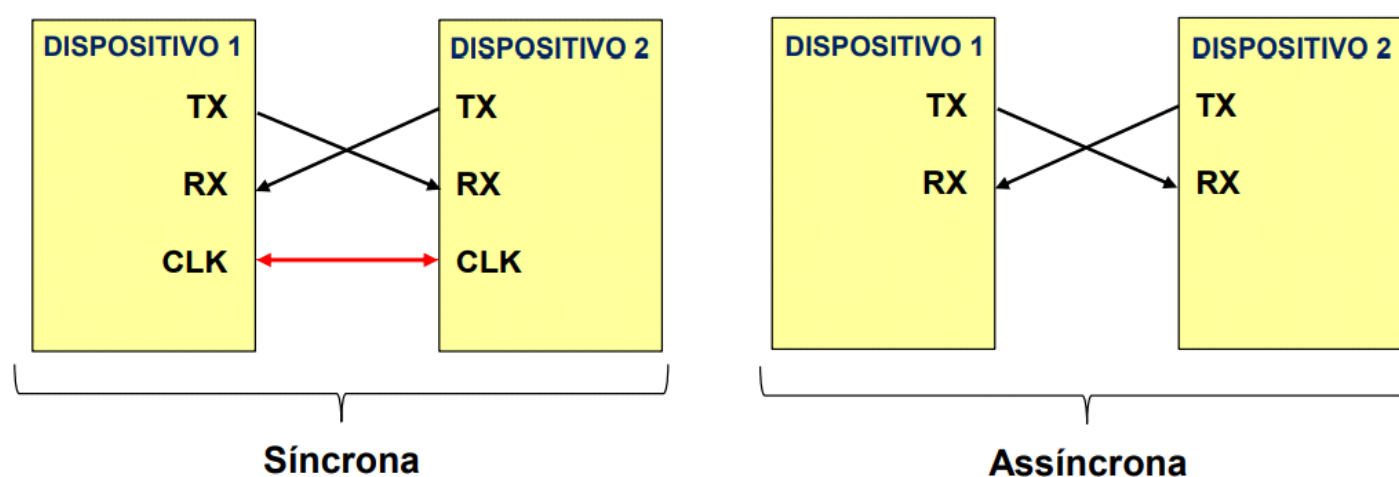 DISPOSITIVO 1
TX
RX
CLK
DISPOSITIVO 2
TX
RX
CLK
Síncrona
DISPOSITIVO 1
TX
RX
DISPOSITIVO 2
TX
RX
Assíncrona